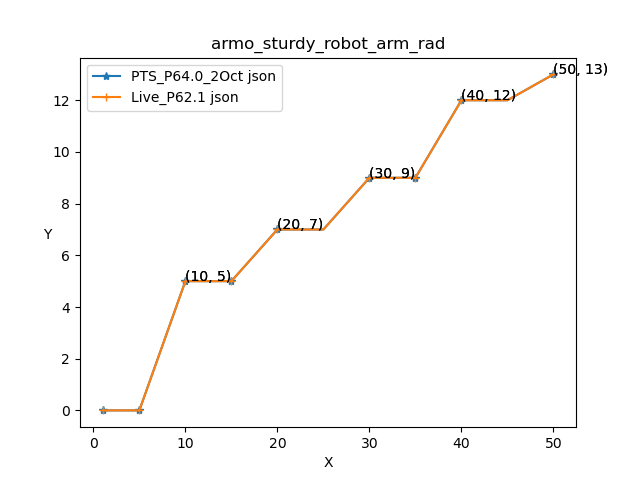 armo_sturdy_robot_arm_rad
PTS_P64.0_2Oct json
Live_P62.1 json
(50, 13)
(40, 12)
(30, 9)
(20, 7)
(10, 5)
Y
12
10
8
6
4
2
0
0 10 20 30 40 50
X